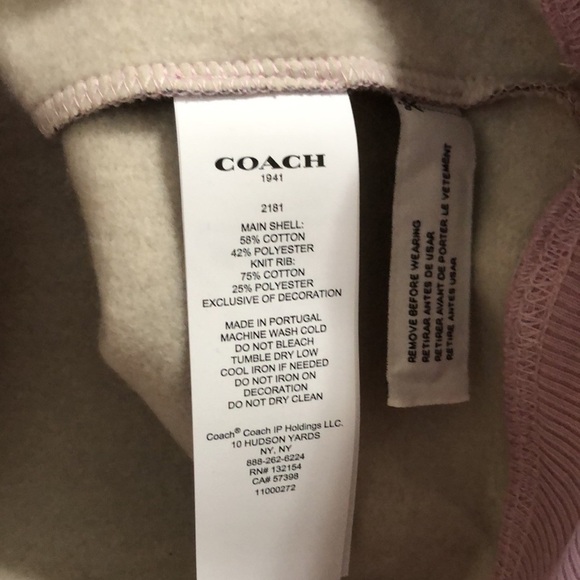 COACH
1941
2181
MAIN SHELL:
58% COTTON
42% POLYESTER
KNIT RIB:
75% COTTON
25% POLYESTER
EXCLUSIVE OF DECORATION
MADE IN PORTUGAL
MACHINE WASH COLD
DO NOT BLEACH
TUMBLE DRY LOW
COOL IRON IF NEEDED
DO NOT IRON ON
DECORATION
DO NOT DRY CLEAN
Coach® Coach IP Holdings LLC.
10 HUDSON YARDS
NY, NY
888-262-6224
RN# 132154
CA# 57398
11000272
REMOVE BEFORE WEARING
RETIRAR ANTES DE USAR
RETIRER AVANT DE PORTER LE VETEMENT
RETIRE ANTES USAR